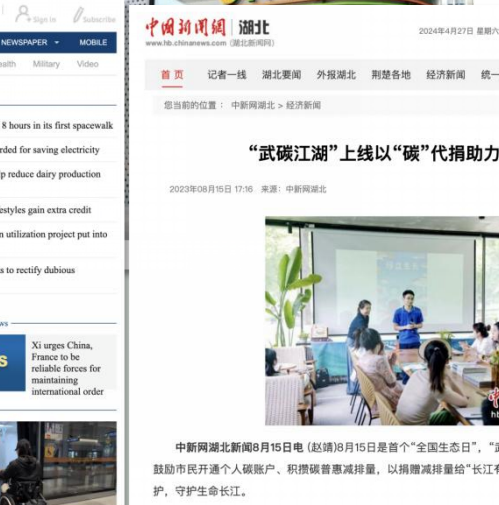 Sign in
Subscribe
NEWSPAPER
MOBILE
Military
Video
8 hours in its first spacewalk
rded for saving electricity
p reduce dairy production
estyles gain extra credit
n utilization project put into
s to rectify dubious
Xi urges China,
France to be
reliable forces for
maintaining
international order
中国新闻网 湖北
www.hb.chinanews.com (湖北新闻网)
2024年4月27日 星期六
首页 记者一线 湖北要闻 外报湖北 荆楚各地 经济新闻 统一
您当前的位置 : 中新网湖北 > 经济新闻
“武碳江湖”上线以“碳”代捐助力
2023年08月15日 17:16 来源：中新网湖北
中新网湖北新闻8月15日电 (赵靖)8月15日是首个“全国生态日”，“武
鼓励市民开通个人碳账户、积攒碳普惠减排量，以捐赠减排量给“长江
护，守护生命长江。